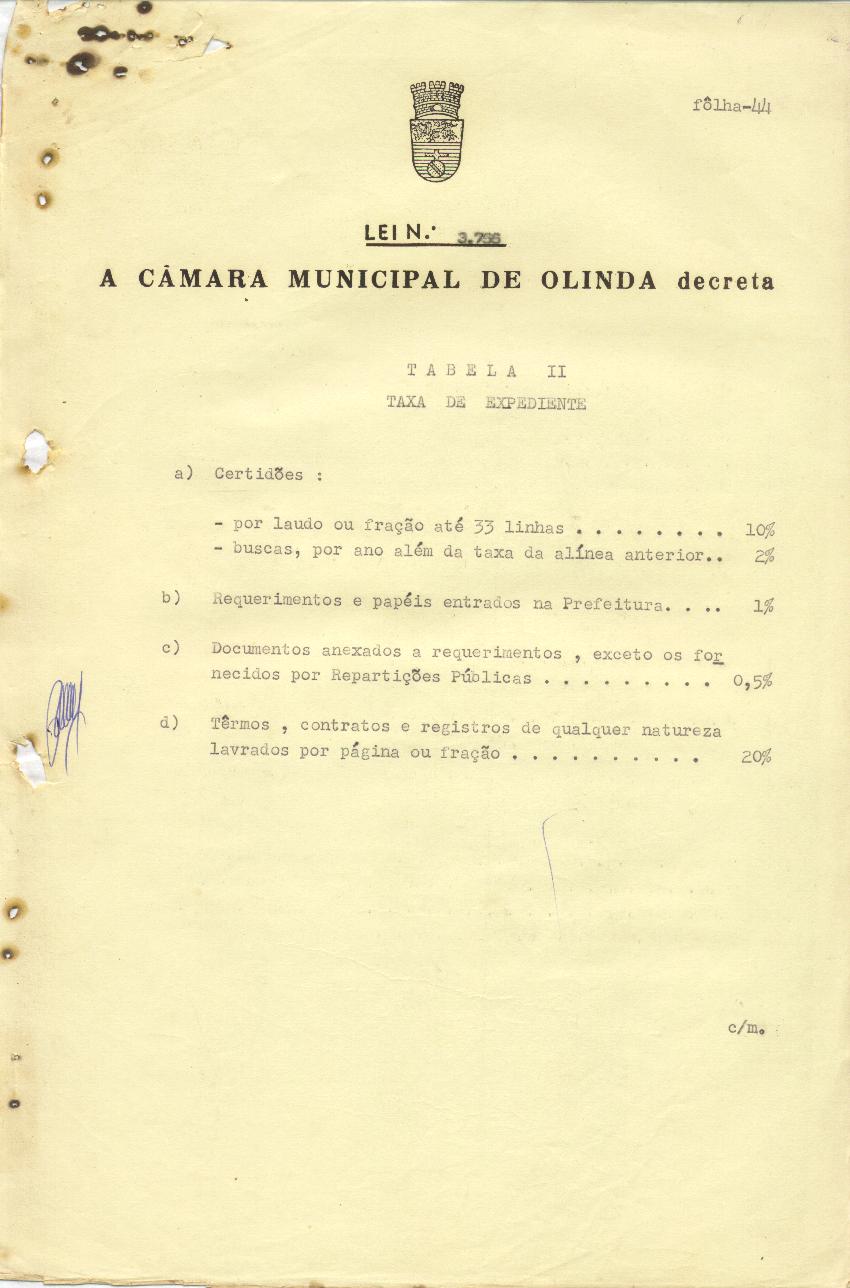 fôlha-44
LEI N.º 3.756
A CÂMARA MUNICIPAL DE OLINDA decreta
T A B E L A II
TAXA DE EXPEDIENTE
a) Certidões :
- por laudo ou fração até 33 linhas . . . . . . . . 10%
- buscas, por ano além da taxa da alínea anterior.. 2%
b) Requerimentos e papéis entrados na Prefeitura. . .. 1%
c) Documentos anexados a requerimentos , exceto os for
necidos por Repartições Públicas . . . . . . . . . 0,5%
d) Têrmos , contratos e registros de qualquer natureza
lavrados por página ou fração . . . . . . . . . . 20%
c/m.